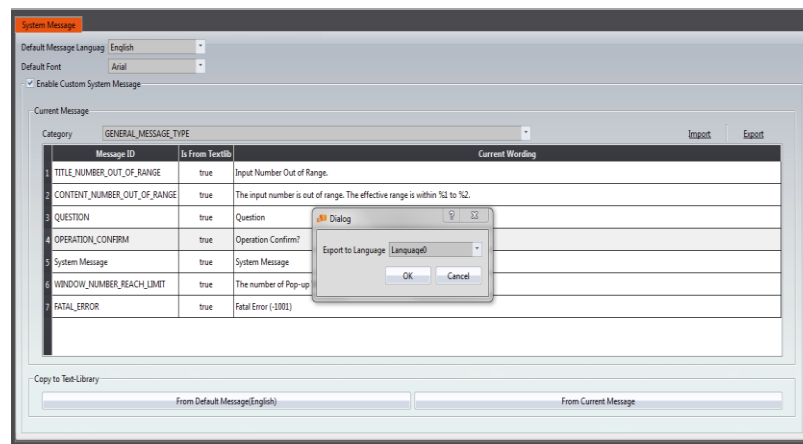 System Message
Default Message Languag English
Default Font Arial
Enable Custom System Message
Current Message
Category GENERAL_MESSAGE_TYPE Import Export
Message ID Is From Textlib Current Wording
1 TITLE_NUMBER_OUT_OF_RANGE true Input Number Out of Range.
2 CONTENT_NUMBER_OUT_OF_RANGE true The input number is out of range. The effective range is within %1 to %2.
3 QUESTION true Question
4 OPERATION_CONFIRM true Operation Confirm?
5 System Message true System Message
6 WINDOW_NUMBER_REACH_LIMIT true The number of Pop-up
7 FATAL_ERROR true Fatal Error (-1001)
Dialog
Export to Language Language0
OK Cancel
Copy to Text-Library
From Default Message(English) From Current Message